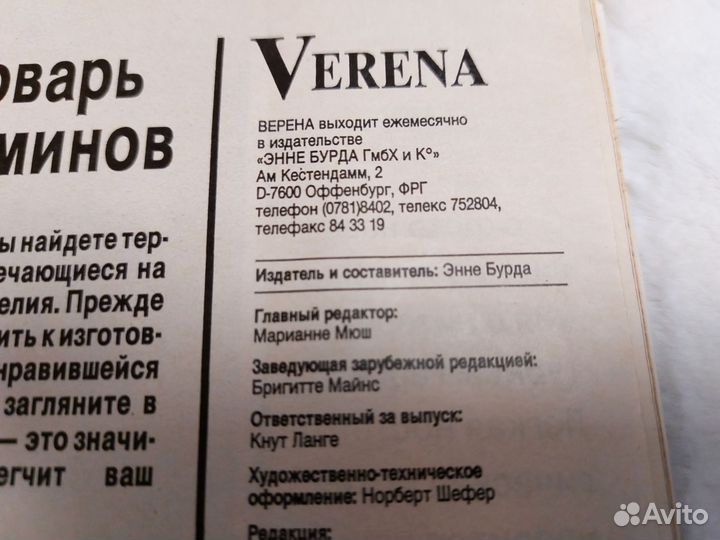 оварь
минов
ы найдете тер-
ечающиеся на
елия. Прежде
ить к изготов-
нравившейся
загляните в
— это значи-
егчит ваш
VERENA
ВЕРЕНА выходит ежемесячно
в издательстве
«ЭННЕ БУРДА ГмбХ и К°»
Ам Кестендамм, 2
D-7600 Оффенбург, ФРГ
телефон (0781)8402, телекс 752804,
телефакс 84 33 19
Издатель и составитель: Энне Бурда
Главный редактор:
Марианне Мюш
Заведующая зарубежной редакцией:
Бригитте Майнс
Ответственный за выпуск:
Кнут Ланге
Художественно-техническое
оформление: Норберт Шефер
Редакция:
Avito